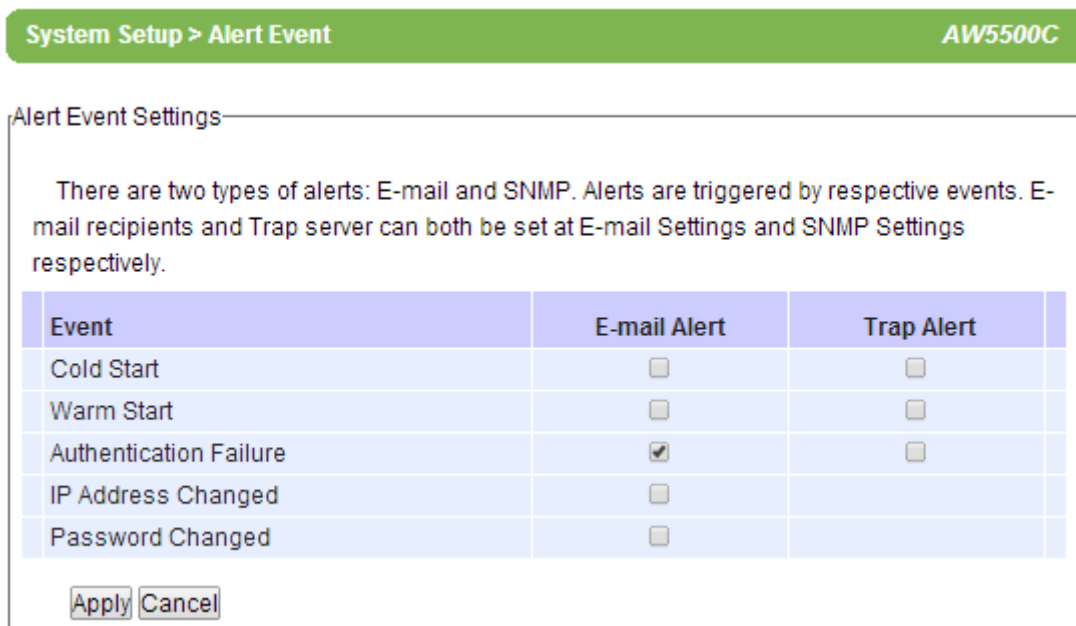 System Setup > Alert Event AW5500C
Alert Event Settings
There are two types of alerts: E-mail and SNMP. Alerts are triggered by respective events. E-
mail recipients and Trap server can both be set at E-mail Settings and SNMP Settings
respectively.
Event E-mail Alert Trap Alert
Cold Start
Warm Start
Authentication Failure
IP Address Changed
Password Changed
Apply Cancel